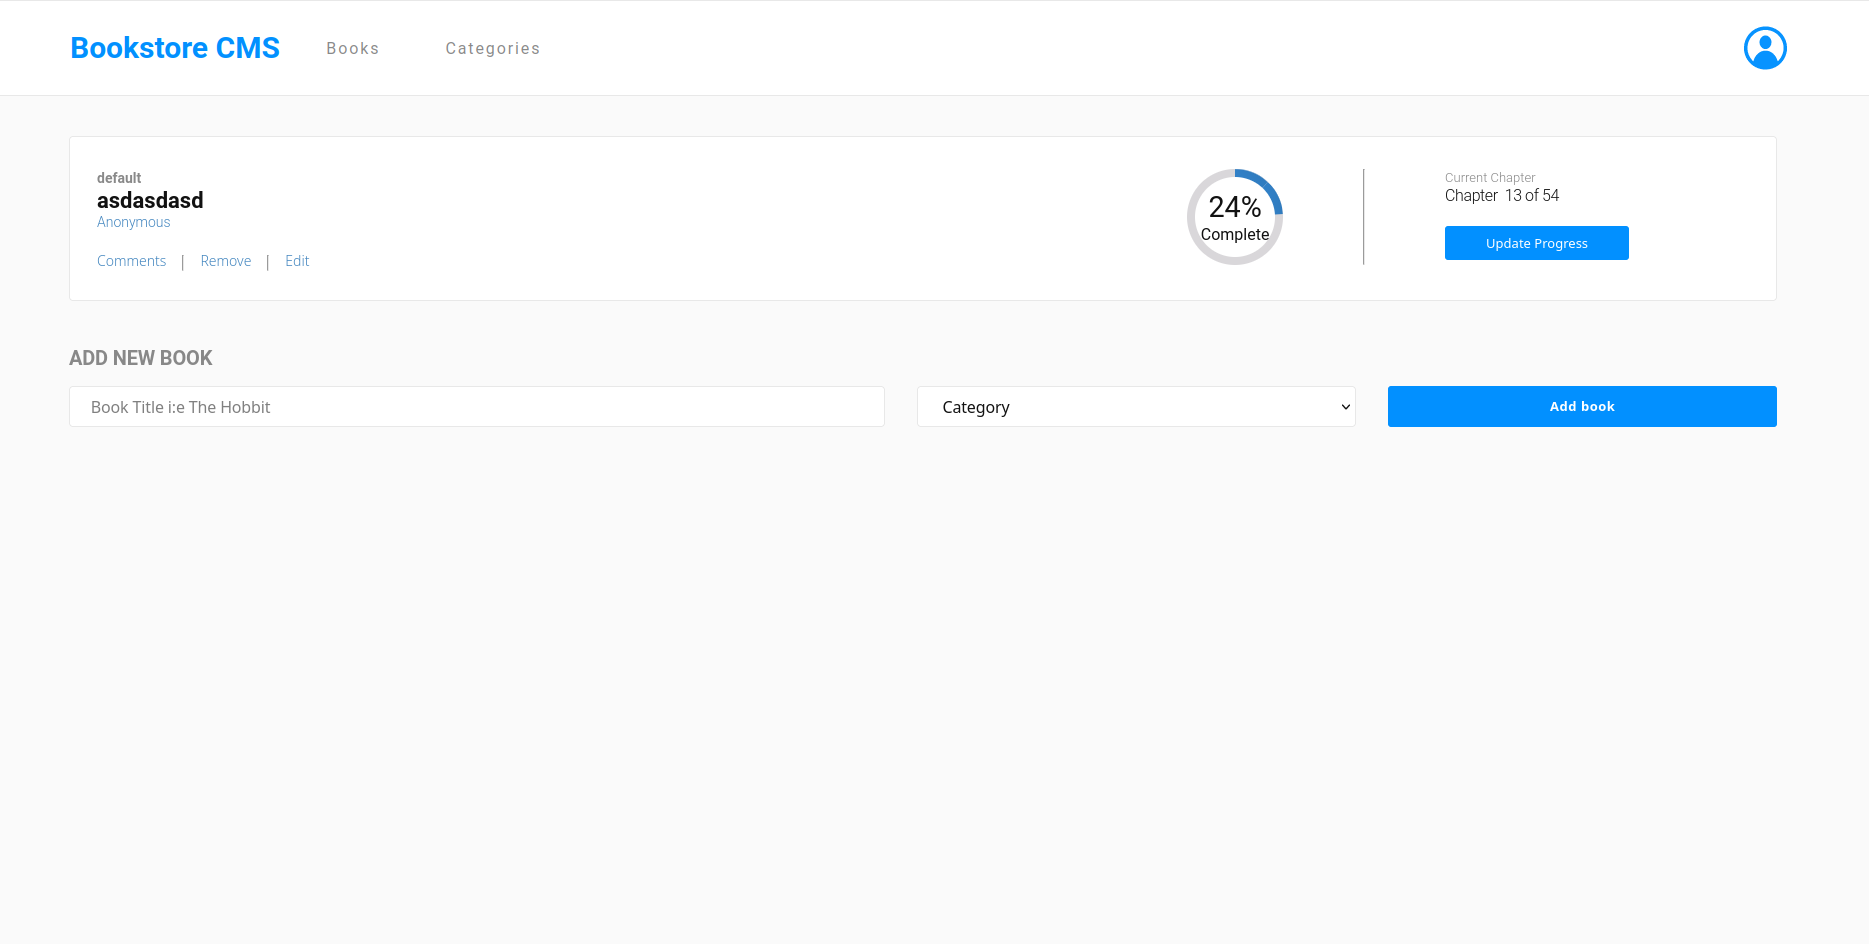 Bookstore CMS Books Categories
default
asdasdasd
Anonymous
Comments | Remove | Edit
24%
Complete
Current Chapter
Chapter 13 of 54
Update Progress
ADD NEW BOOK
Book Title i:e The Hobbit
Category
Add book